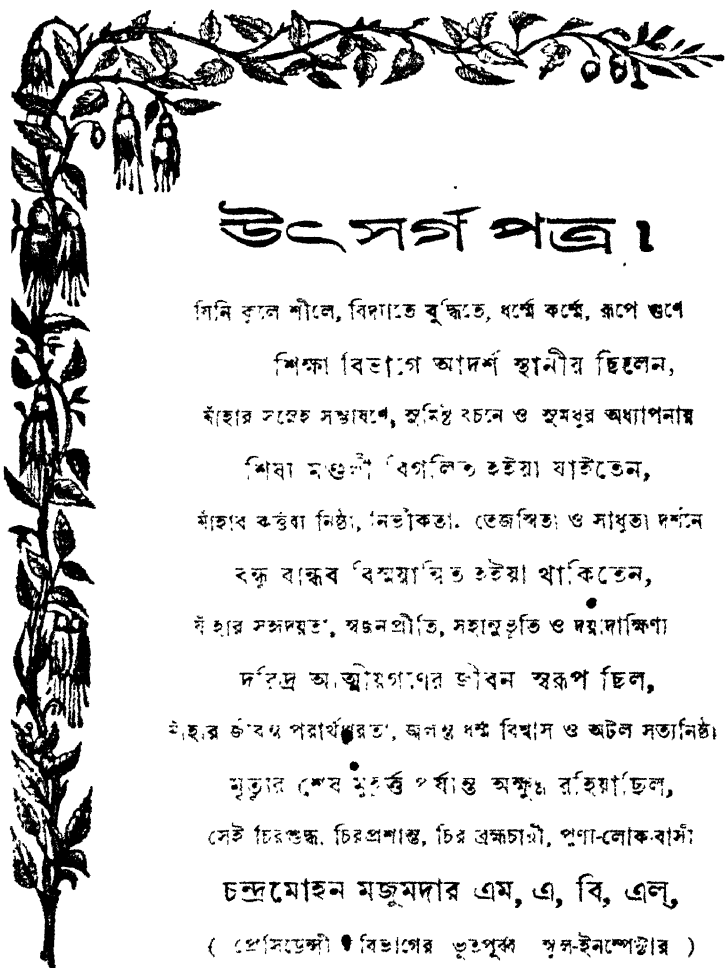 উৎসর্গ পত্র।
যিনি কুলে শীলে, বিদ্যাতে বুদ্ধিতে, ধর্ম্মে কর্ম্মে, রূপে গুণে
শিক্ষা বিভাগে আদর্শ স্থানীয় ছিলেন,
যাঁহার সস্নেহ সম্ভাষণে, সুমিষ্ট বচনে ও সুমধুর অধ্যাপনায়
শিষ্য মণ্ডলী বিগলিত হইয়া যাইতেন,
যাঁহার কর্ত্তব্য নিষ্ঠা, নির্ভীকতা, তেজস্বিতা ও সাধুতা দর্শনে
বন্ধু বান্ধব বিস্ময়ান্বিত হইয়া থাকিতেন,
যাঁহার সহৃদয়তা, স্বজনপ্রীতি, সহানুভূতি ও দয়াদাক্ষিণ্য
দরিদ্র আত্মীয়গণের জীবন স্বরূপ ছিল,
যাঁহার জীবন্ত পরার্থপরতা, জ্বলন্ত ধর্ম্ম বিশ্বাস ও অটল সত্যনিষ্ঠা
মৃত্যুর শেষ মুহূর্ত্ত পর্য্যন্ত অক্ষুণ্ণ রহিয়াছিল,
সেই চিরশুদ্ধ, চিরপ্রশান্ত, চির ব্রহ্মচারী, পুণ্য-লোক-বাসী
চন্দ্রমোহন মজুমদার এম, এ, বি, এল্,
( প্রেসিডেন্সী বিভাগের ভূতপূর্ব্ব স্কুল-ইনস্পেক্টার )